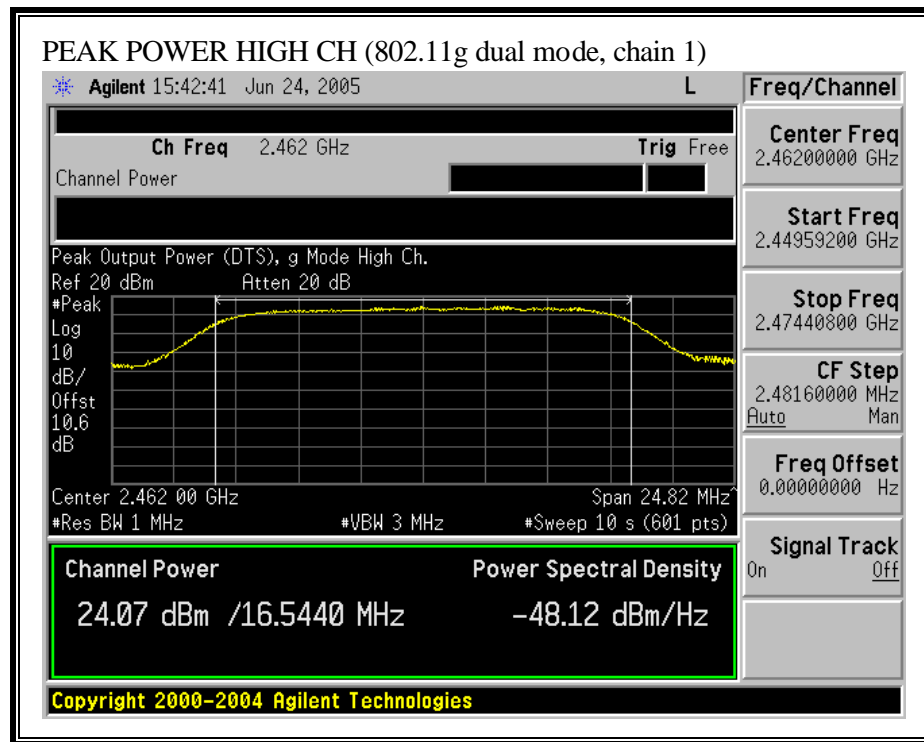 PEAK POWER HIGH CH (802.11g dual mode, chain 1)
Agilent 15:42:41 Jun 24, 2005 L
Freq/Channel
Ch Freq 2.462 GHz Trig Free
Channel Power
Peak Output Power (DTS), g Mode High Ch.
Ref 20 dBm Atten 20 dB
#Peak
Log
10
dB/
Offst
10.6
dB
Center 2.462 00 GHz Span 24.82 MHz^
#Res BW 1 MHz #VBW 3 MHz #Sweep 10 s (601 pts)
Channel Power Power Spectral Density
24.07 dBm /16.5440 MHz -48.12 dBm/Hz
Copyright 2000-2004 Agilent Technologies
Center Freq
2.46200000 GHz
Start Freq
2.44959200 GHz
Stop Freq
2.47440800 GHz
CF Step
2.48160000 MHz
Auto Man
Freq Offset
0.00000000 Hz
Signal Track
On Off